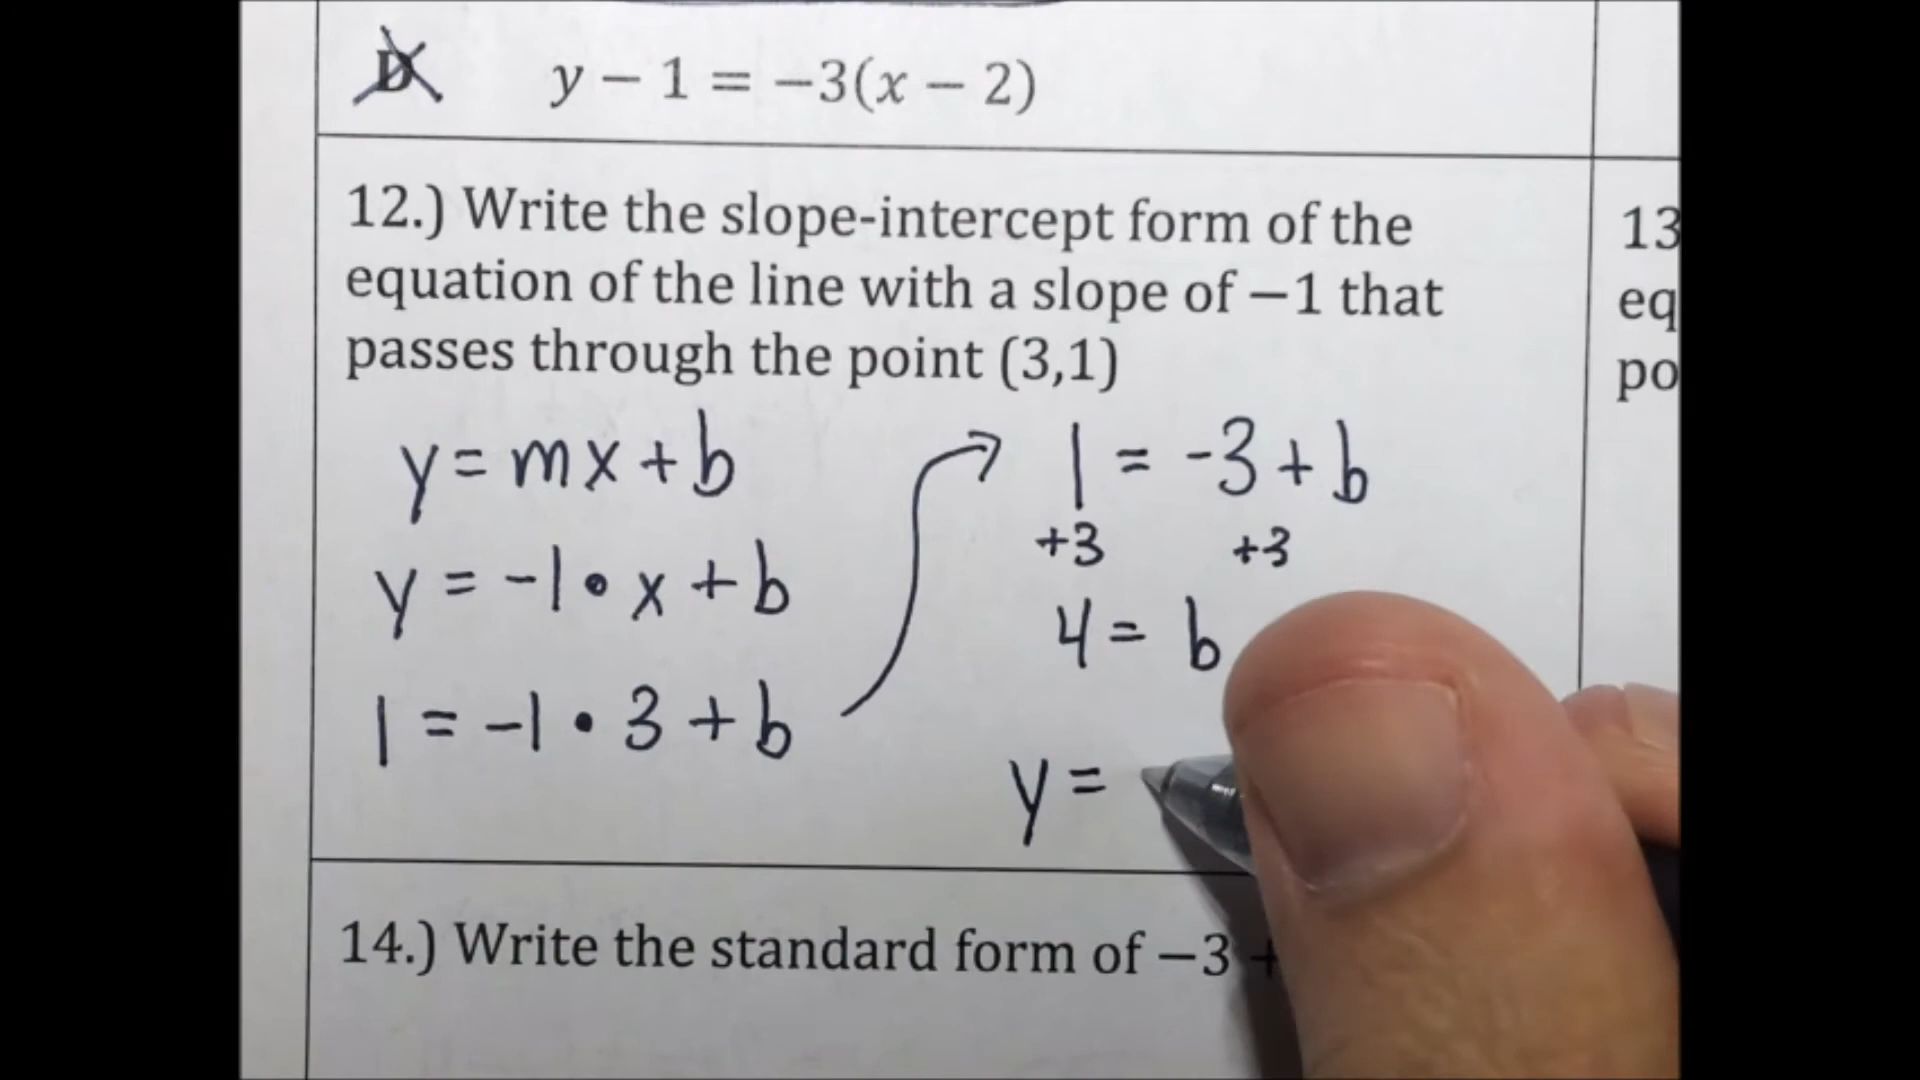 D y − 1 = −3(x − 2)
12.) Write the slope-intercept form of the
equation of the line with a slope of −1 that
passes through the point (3,1)
y = mx + b
y = -1 • x + b
1 = -1 • 3 + b
1 = -3 + b
+3 +3
4 = b
y =
13
eq
po
14.) Write the standard form of −3 +